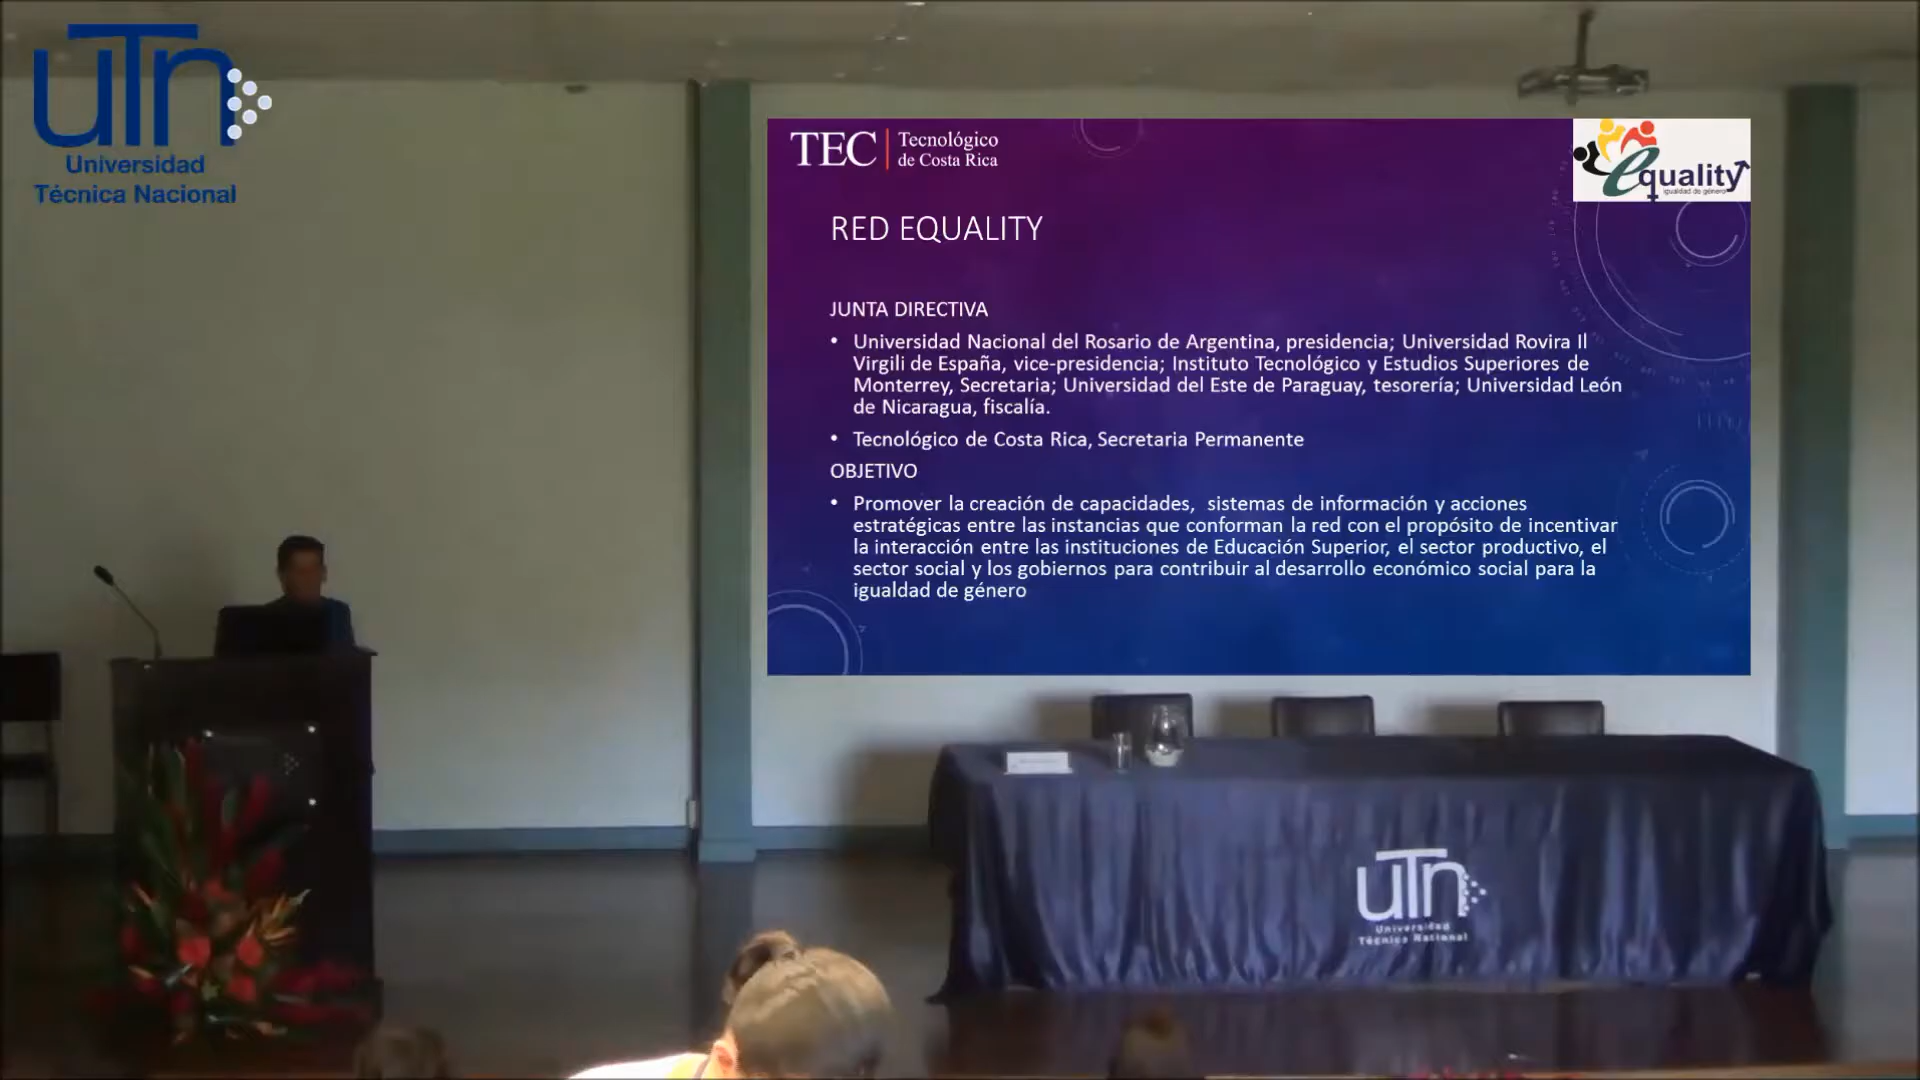 uTn
Universidad
Técnica Nacional
TEC | Tecnológico
de Costa Rica
equality
igualdad de género
RED EQUALITY
JUNTA DIRECTIVA
• Universidad Nacional del Rosario de Argentina, presidencia; Universidad Rovira Il
Virgili de España, vice-presidencia; Instituto Tecnológico y Estudios Superiores de
Monterrey, Secretaria; Universidad del Este de Paraguay, tesorería; Universidad León
de Nicaragua, fiscalía.
• Tecnológico de Costa Rica, Secretaria Permanente
OBJETIVO
• Promover la creación de capacidades, sistemas de información y acciones
estratégicas entre las instancias que conforman la red con el propósito de incentivar
la interacción entre las instituciones de Educación Superior, el sector productivo, el
sector social y los gobiernos para contribuir al desarrollo económico social para la
igualdad de género
uTn
Universidad
Técnica National